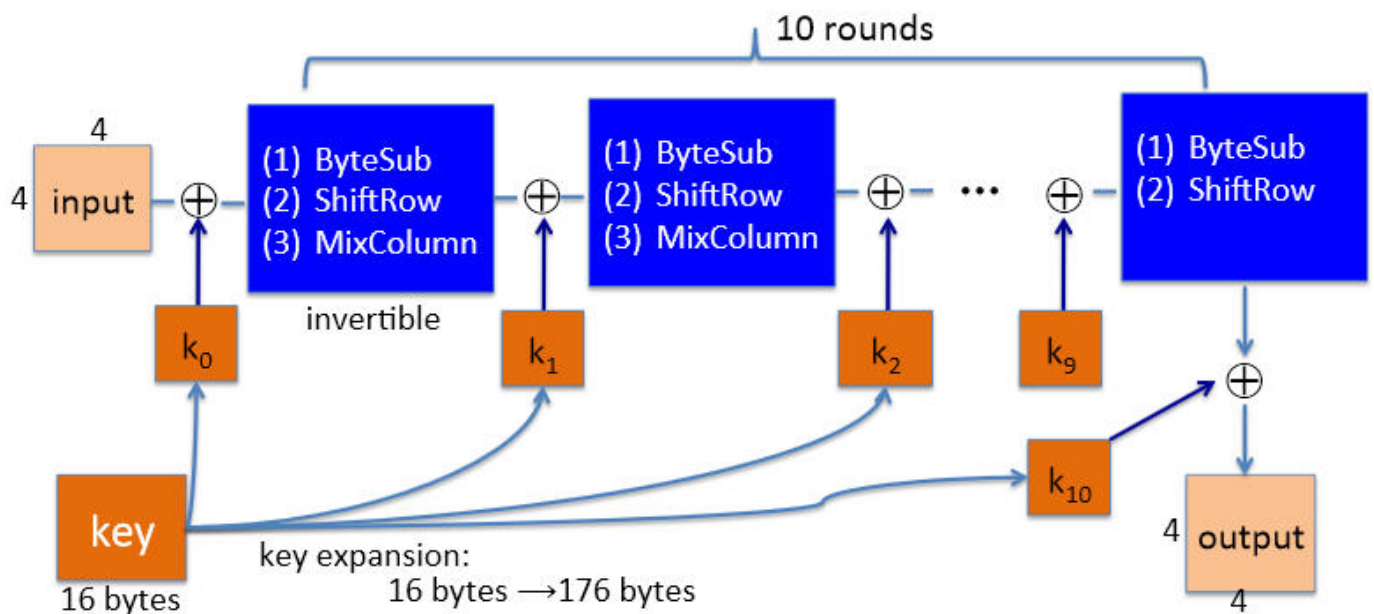 10 rounds
4
4
input
(1) ByteSub
(2) ShiftRow
(3) MixColumn
invertible
(1) ByteSub
(2) ShiftRow
(3) MixColumn
...
(1) ByteSub
(2) ShiftRow
k₀
k₁
k₂
k₉
k₁₀
key
16 bytes
key expansion:
16 bytes →176 bytes
4
output
4